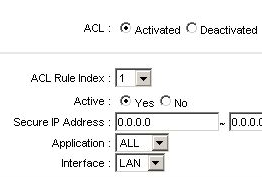 ACL : Activated Deactivated
ACL Rule Index : 1
Active : Yes No
Secure IP Address : 0.0.0.0 ~ 0.0.0
Application : ALL
Interface : LAN